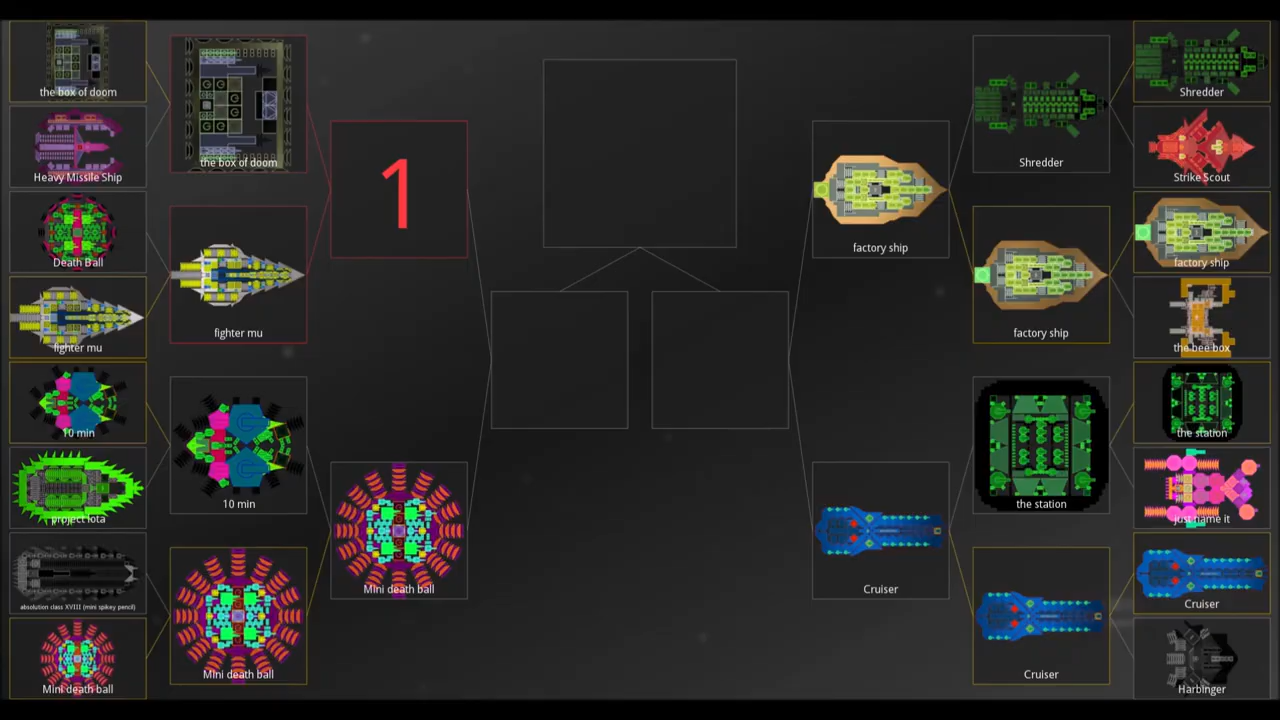 the box of doom
Heavy Missile Ship
Death Ball
fighter mu
10 min
project Iota
absolution class XVIII (mini spikey pencil)
Mini death ball
the box of doom
fighter mu
10 min
Mini death ball
1
Mini death ball
factory ship
Cruiser
Shredder
factory ship
the station
Cruiser
Shredder
Strike Scout
factory ship
the bee box
the station
just name it
Cruiser
Harbinger